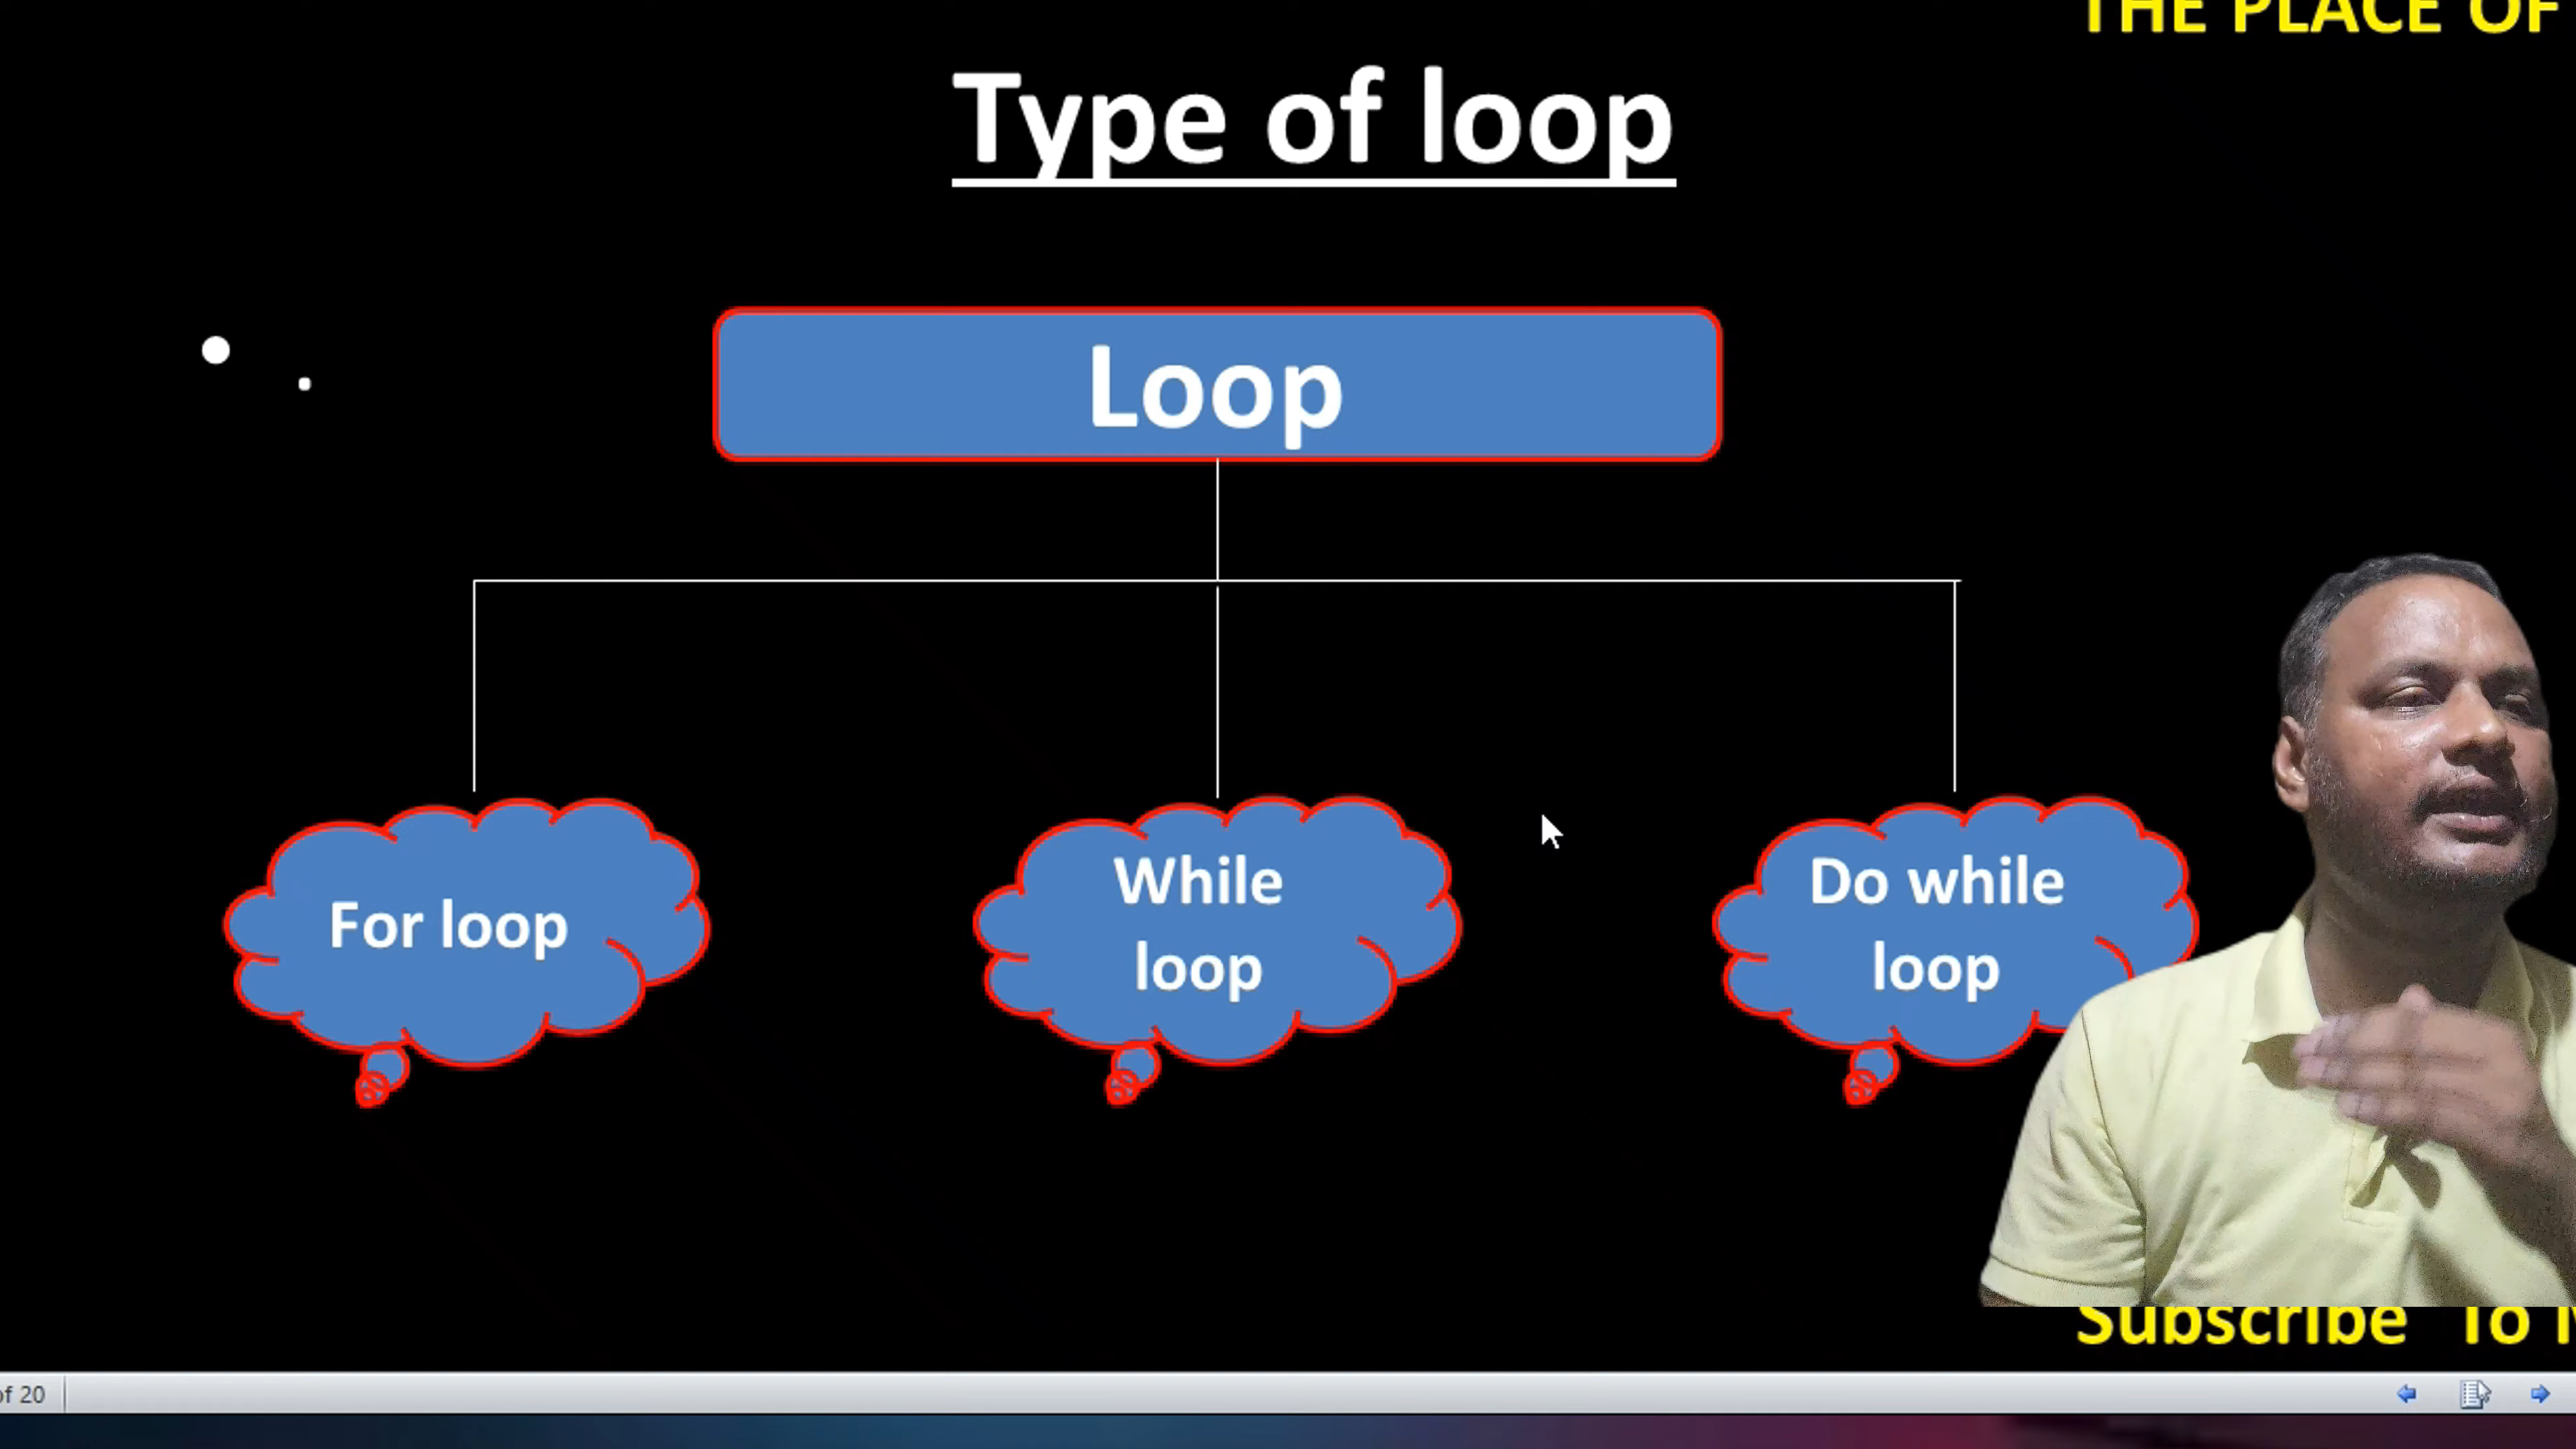 THE PLACE OF
Type of loop
Loop
For loop
While
loop
Do while
loop
Subscribe To
of 20